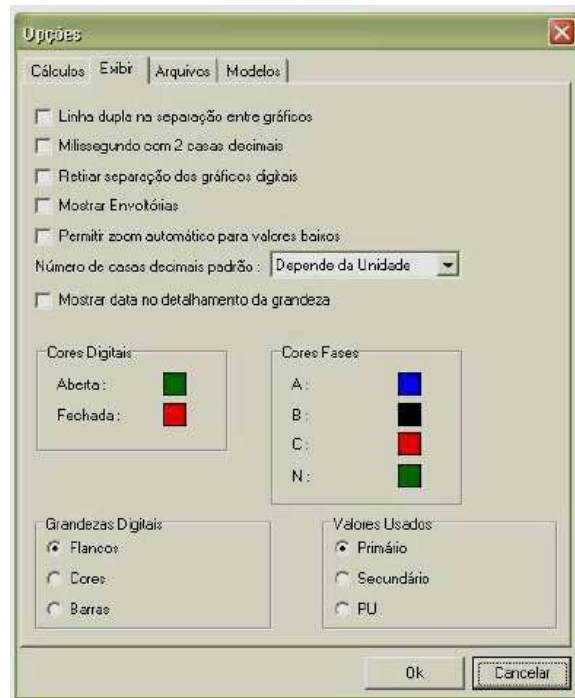 Opções
Cálculos Exibir Arquivos Modelos
Linha dupla na separação entre gráficos
Milissegundo com 2 casas decimais
Retirar separação dos gráficos digitais
Mostrar Envoltórias
Permitir zoom automático para valores baixos
Número de casas decimais padrão : Depende da Unidade
Mostrar data no detalhamento da grandeza
Cores Digitais
Aberta :
Fechada :
Cores Fases
A :
B :
C :
N :
Grandezas Digitais
Flancos
Cores
Barras
Valores Usados
Primário
Secundário
PU
Ok Cancelar